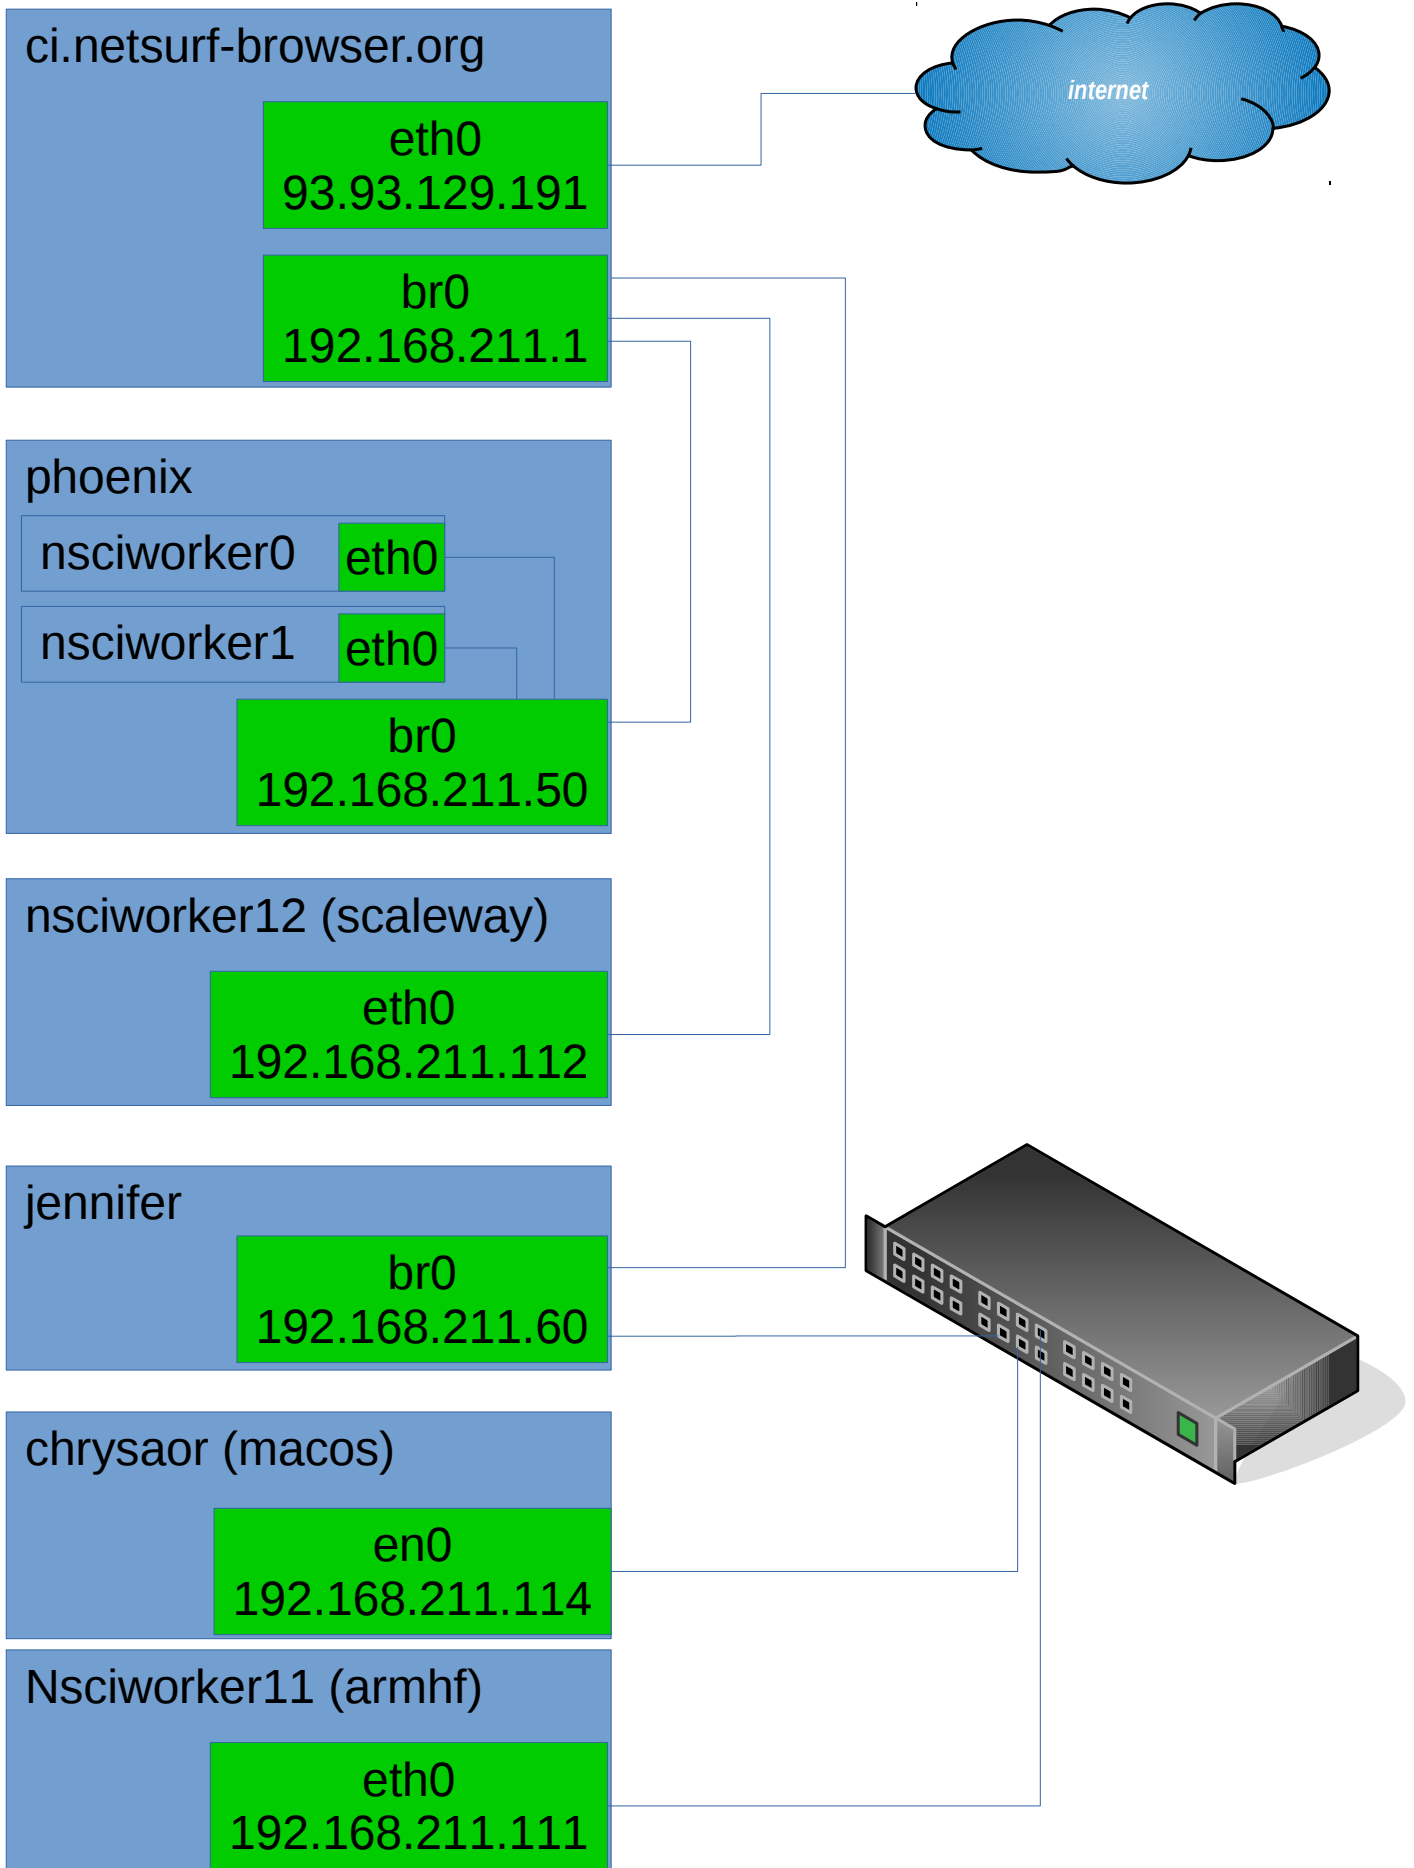 ci.netsurf-browser.org
internet
eth0
93.93.129.191
br0
192.168.211.1
phoenix
nsciworker0
eth0
nsciworker1
eth0
br0
192.168.211.50
nsciworker12 (scaleway)
eth0
192.168.211.112
jennifer
br0
192.168.211.60
chrysaor (macos)
en0
192.168.211.114
Nsciworker11 (armhf)
eth0
192.168.211.111